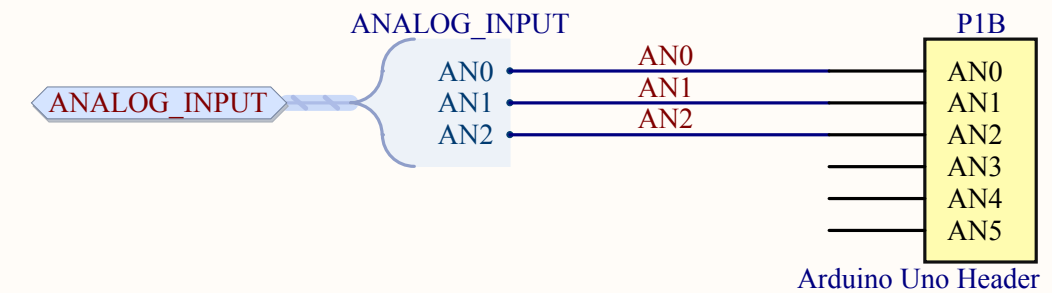 ANALOG_INPUT
ANALOG_INPUT
AN0
AN1
AN2
AN0
AN1
AN2
P1B
AN0
AN1
AN2
AN3
AN4
AN5
Arduino Uno Header